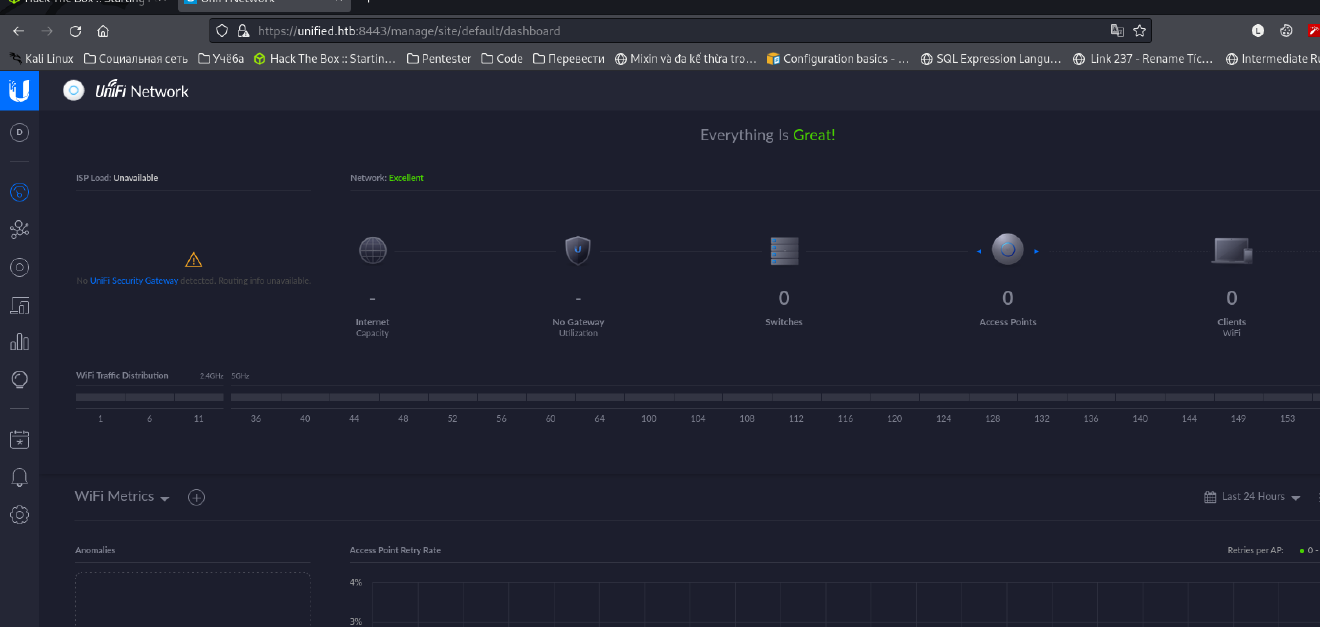 Hack The Box :: Starting
UniFi Network
https://unified.htb:8443/manage/site/default/dashboard
L
Kali Linux Социальная сеть Учёба Hack The Box :: Startin... Pentester Code Перевести Mixin và đa kế thừa tro... Configuration basics - ... SQL Expression Langu... Link 237 - Rename Tíc... Intermediate Ru
U
UniFi Network
D
Everything Is Great!
ISP Load: Unavailable
Network: Excellent
No UniFi Security Gateway detected. Routing info unavailable.
- - 0 0 0
Internet No Gateway Switches Access Points Clients
Capacity Utilization WiFi
WiFi Traffic Distribution 2.4GHz 5GHz
1 6 11 36 40 44 48 52 56 60 64 100 104 108 112 116 120 124 128 132 136 140 144 149 153
WiFi Metrics
Last 24 Hours
Anomalies
Access Point Retry Rate
Retries per AP: 0 -
4%
3%